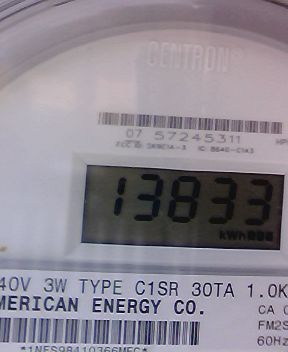 CENTRON®
07 57245311
13833
kWh
40V 3W TYPE C1SR 30TA 1.0K
MERICAN ENERGY CO.
CA
FM2S
60Hz